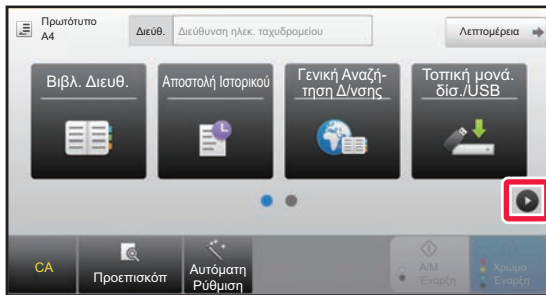 Πρωτότυπο
A4
Διεύθ.
Διεύθυνση ηλεκ. ταχυδρομείου
Λεπτομέρεια
Βιβλ. Διευθ.
Αποστολή Ιστορικού
Γενική Αναζή-
τηση Δ/νσης
Τοπική μονά.
δίσ./USB
CA
Προεπισκόπ
Αυτόματη
Ρύθμιση
A/M
Έναρξη
Χρώμα
Έναρξη